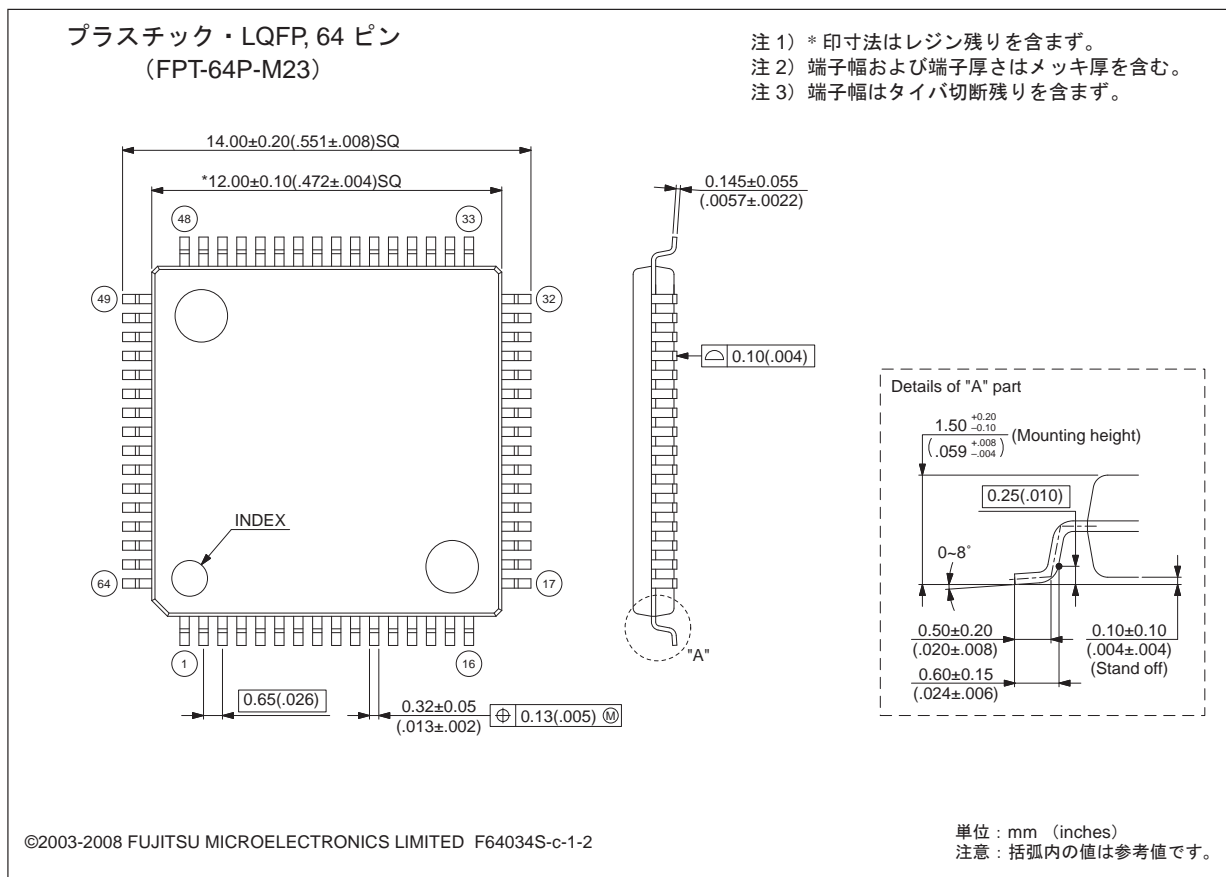 プラスチック・LQFP, 64 ピン
（FPT-64P-M23）
注 1）* 印寸法はレジン残りを含まず。
注 2）端子幅および端子厚さはメッキ厚を含む。
注 3）端子幅はタイバ切断残りを含まず。
14.00±0.20(.551±.008)SQ
*12.00±0.10(.472±.004)SQ
0.145±0.055
(.0057±.0022)
48
33
49
32
0.10(.004)
INDEX
64
17
1
16
"A"
0.65(.026)
0.32±0.05
(.013±.002)
⌖ 0.13(.005) Ⓜ
Details of "A" part
1.50 +0.20 −0.10
(.059 +.008 −.004)
(Mounting height)
0.25(.010)
0~8°
0.50±0.20
(.020±.008)
0.60±0.15
(.024±.006)
0.10±0.10
(.004±.004)
(Stand off)
©2003-2008 FUJITSU MICROELECTRONICS LIMITED F64034S-c-1-2
単位：mm （inches）
注意：括弧内の値は参考値です。